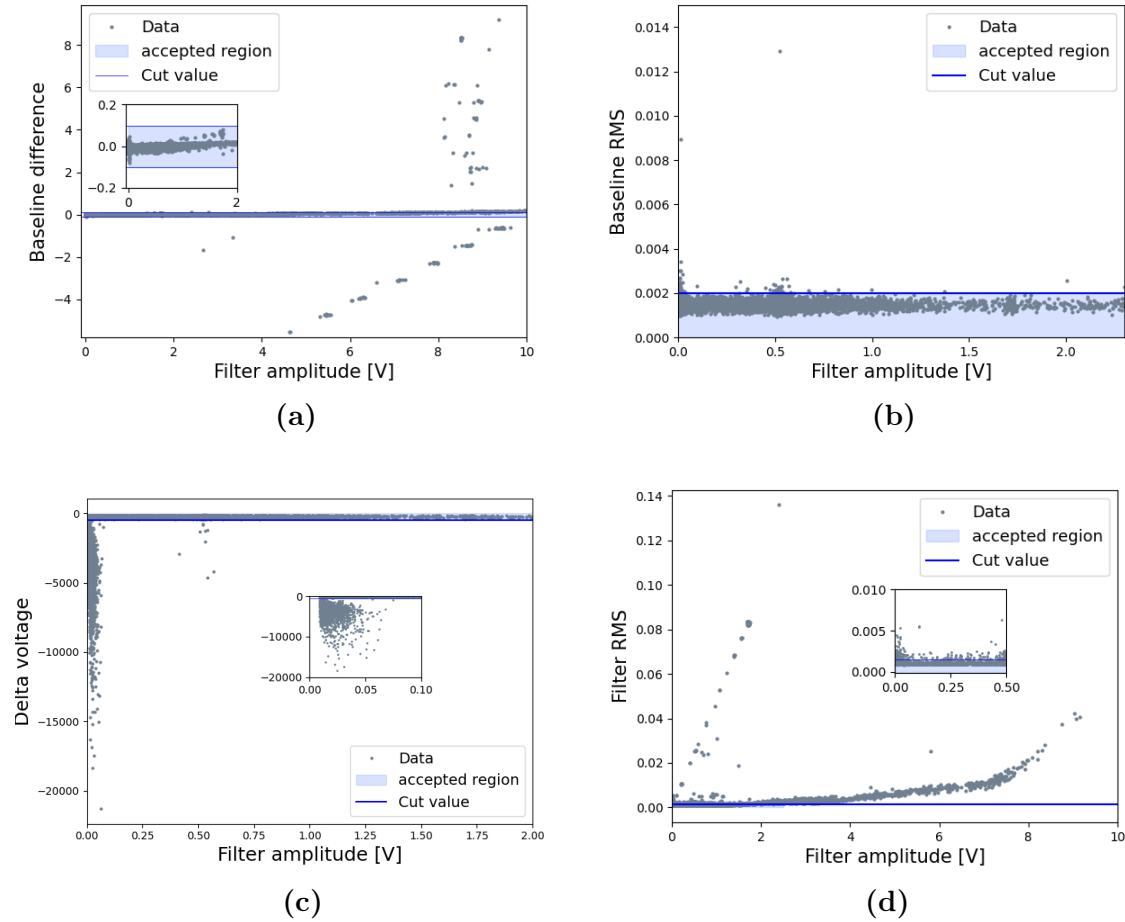 Data
accepted region
Cut value
8
6
4
2
0
−2
−4
0.2
0.0
−0.2
0
2
0
2
4
6
8
10
Baseline difference
Filter amplitude [V]
(a)
Data
accepted region
Cut value
0.014
0.012
0.010
0.008
0.006
0.004
0.002
0.000
0.0
0.5
1.0
1.5
2.0
Baseline RMS
Filter amplitude [V]
(b)
0
−5000
−10000
−15000
−20000
0
−10000
−20000
0.00
0.05
0.10
Data
accepted region
Cut value
0.00
0.25
0.50
0.75
1.00
1.25
1.50
1.75
2.00
Delta voltage
Filter amplitude [V]
(c)
Data
accepted region
Cut value
0.14
0.12
0.10
0.08
0.06
0.04
0.02
0.00
0.010
0.005
0.000
0.00
0.25
0.50
0
2
4
6
8
10
Filter RMS
Filter amplitude [V]
(d)